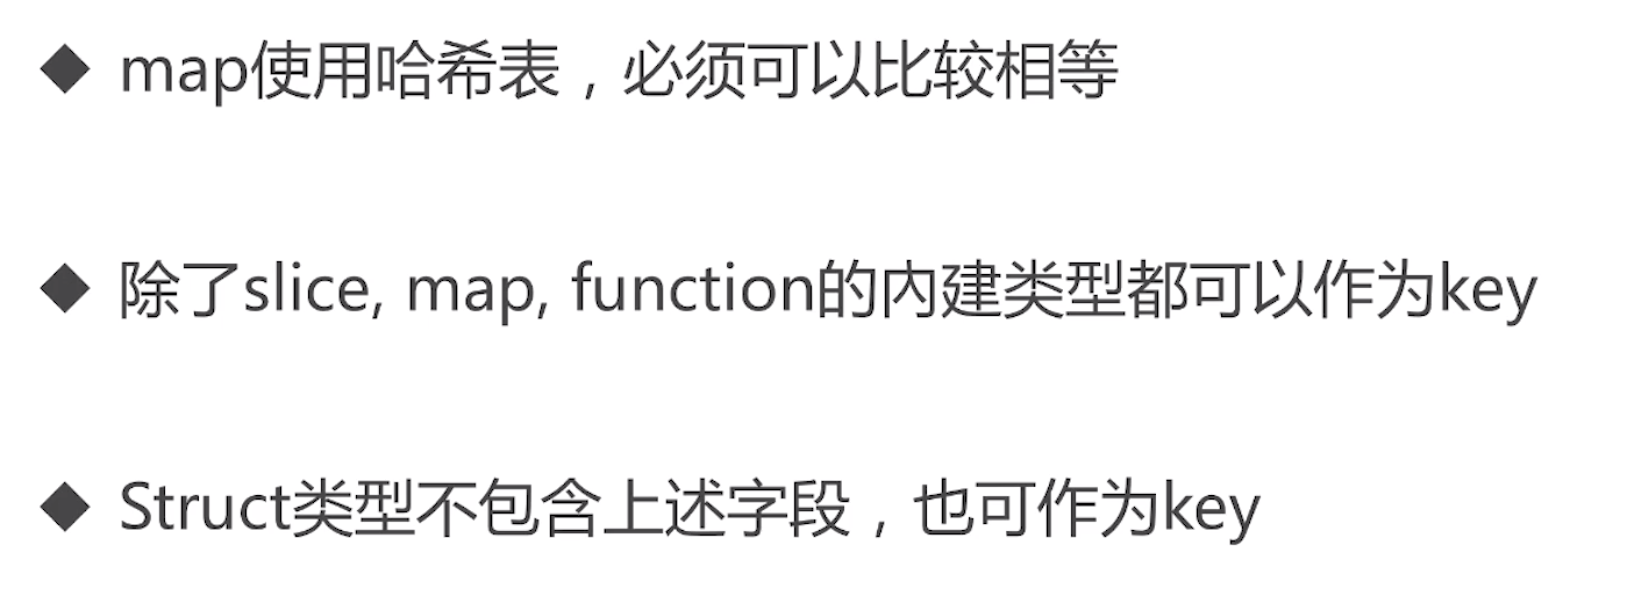 ◆ map使用哈希表，必须可以比较相等
◆ 除了slice, map, function的内建类型都可以作为key
◆ Struct类型不包含上述字段，也可作为key